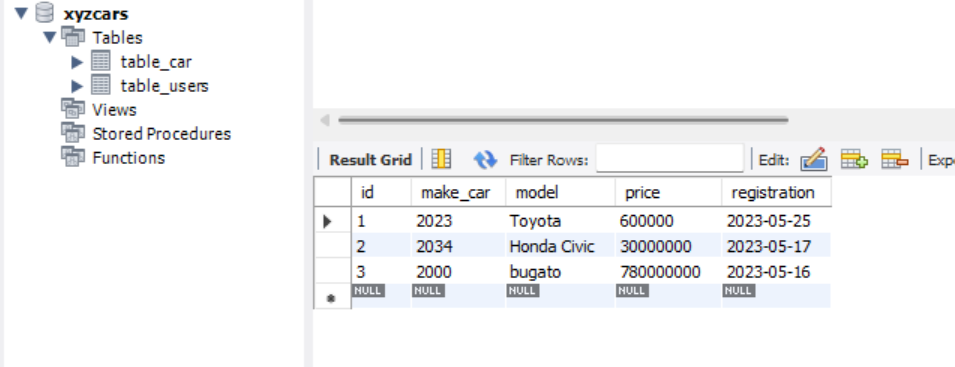 xyzcars
Tables
table_car
table_users
Views
Stored Procedures
Functions
Result Grid Filter Rows: Edit: Exp
id make_car model price registration
1 2023 Toyota 600000 2023-05-25
2 2034 Honda Civic 30000000 2023-05-17
3 2000 bugato 780000000 2023-05-16
NULL NULL NULL NULL NULL